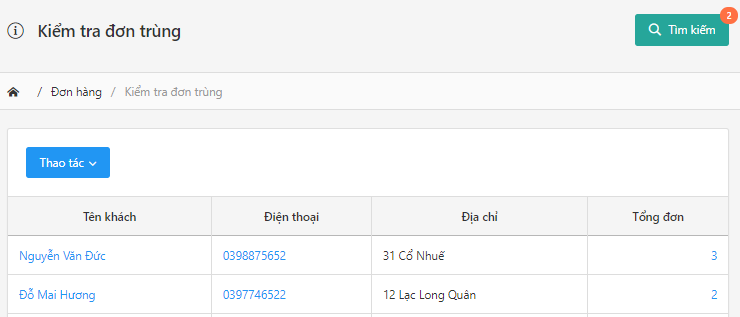 Kiểm tra đơn trùng
Tìm kiếm
2
/ Đơn hàng / Kiểm tra đơn trùng
Thao tác
Tên khách Điện thoại Địa chỉ Tổng đơn
Nguyễn Văn Đức 0398875652 31 Cổ Nhuế 3
Đỗ Mai Hương 0397746522 12 Lạc Long Quân 2